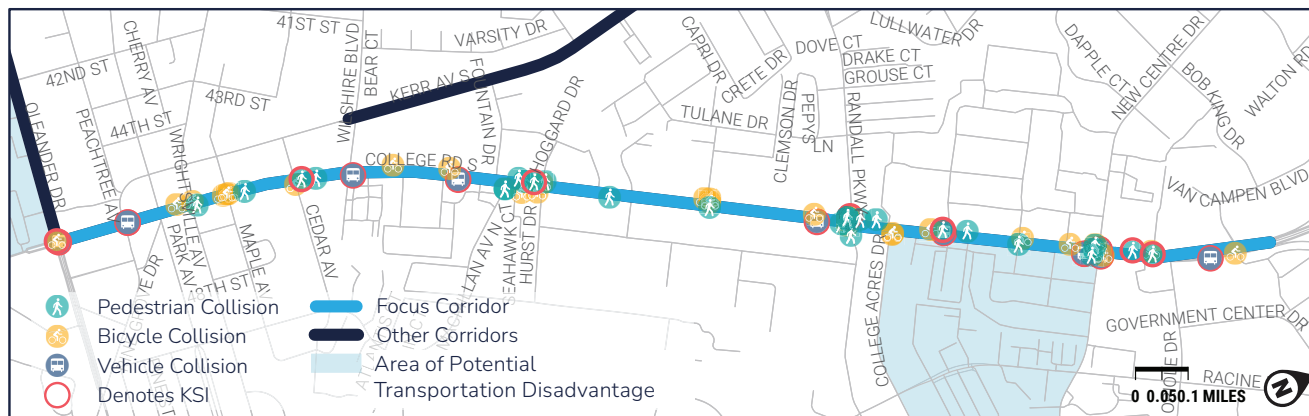 41ST ST
CHERRY AV
42ND ST
43RD ST
44TH ST
OLEANDER DR
PEACHTREE AV
WRIGHTSVILLE AV
PARK AV
MAPLE AV
48TH ST
CEDAR AV
WILSHIRE BLVD
BEAR CT
VARSITY DR
KERR AV S
FOUNTAIN DR
COLLEGE RD S
HOGGARD DR
SEAHAWK CT
HURST DR
CAPRI DR
CRETE DR
TULANE DR
CLEMSON DR
PEPYS
LN
DOVE CT
DRAKE CT
GROUSE CT
LULLWATER DR
RANDALL PKWY
COLLEGE ACRES DR
DAPPLE CT
NEW CENTRE DR
BOB KING DR
WALTON RD
VAN CAMPEN BLVD
GOVERNMENT CENTER DR
RACINE
Pedestrian Collision
Bicycle Collision
Vehicle Collision
Denotes KSI
Focus Corridor
Other Corridors
Area of Potential
Transportation Disadvantage
0 0.050.1 MILES
N